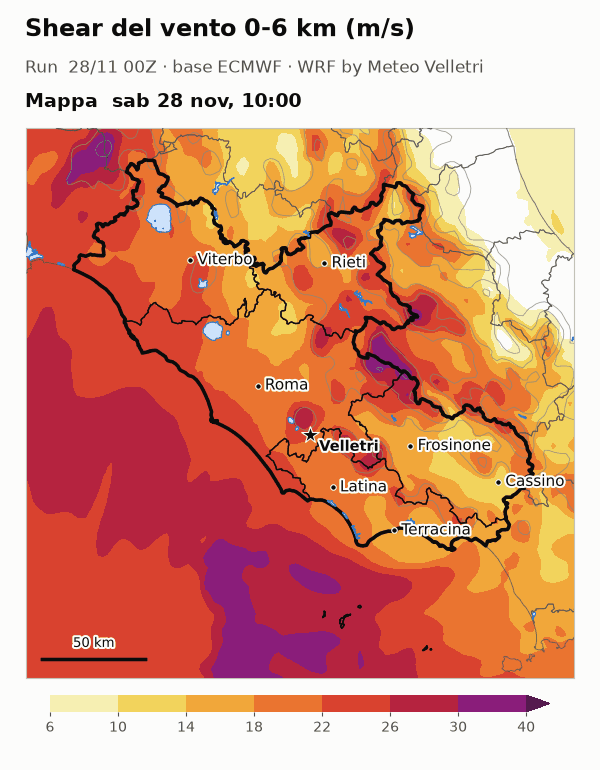 Shear del vento 0-6 km (m/s)
Run  28/11 00Z · base ECMWF · WRF by Meteo Velletri
Mappa  sab 28 nov, 10:00
Viterbo
Rieti
Roma
Velletri
Frosinone
Cassino
Latina
Terracina
50 km
6 10 14 18 22 26 30 40